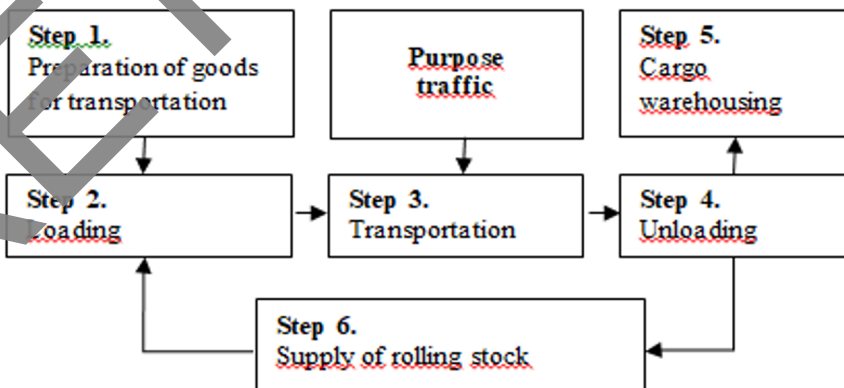 Step 1.
Preparation of goods
for transportation
Purpose
traffic
Step 5.
Cargo
warehousing
Step 2.
Loading
Step 3.
Transportation
Step 4.
Unloading
Step 6.
Supply of rolling stock